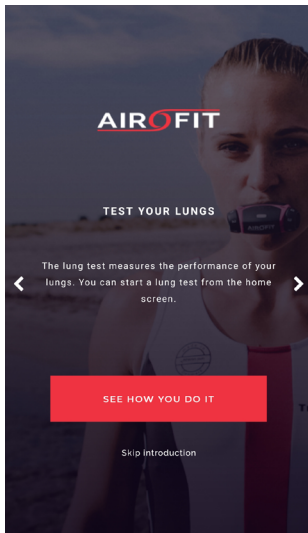 AIROFIT
TEST YOUR LUNGS
The lung test measures the performance of your
lungs. You can start a lung test from the home
screen.
SEE HOW YOU DO IT
Skip introduction